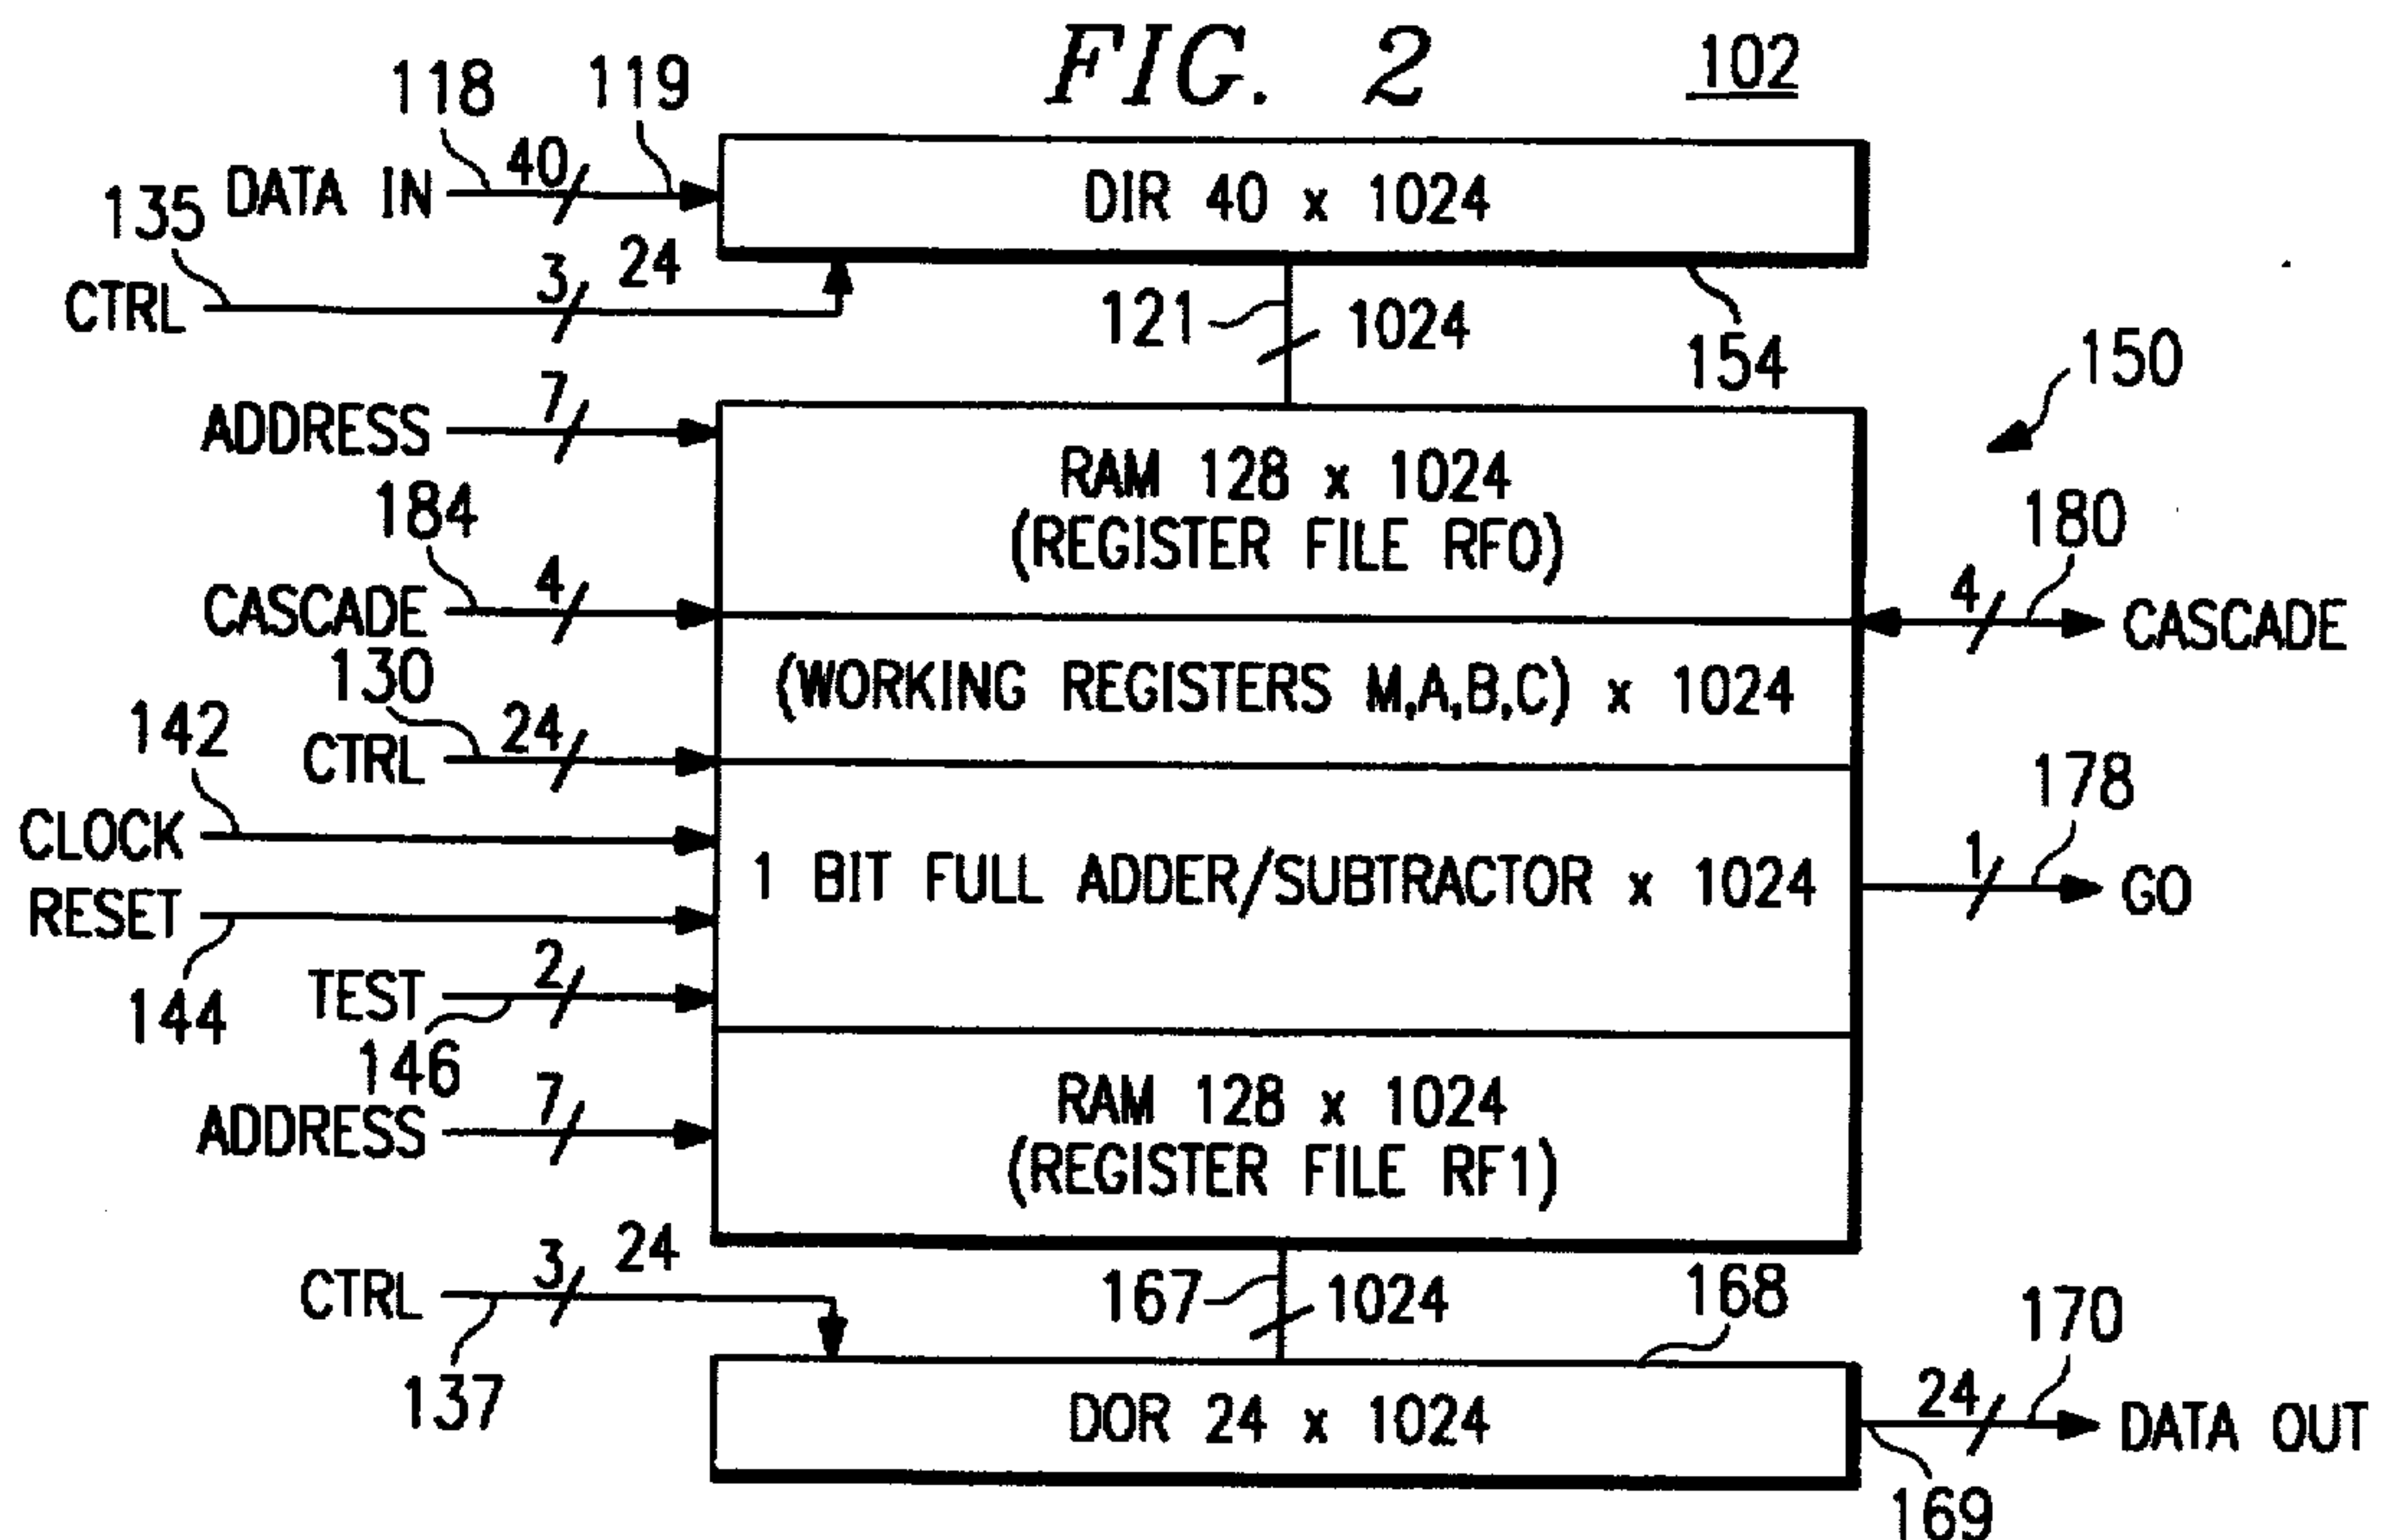 FIG. 2
102
118
119
DATA IN
40
DIR 40 x 1024
135
CTRL
3
24
121
1024
154
150
ADDRESS
7
RAM 128 x 1024
(REGISTER FILE RF0)
184
CASCADE
4
180
4
CASCADE
(WORKING REGISTERS M,A,B,C) x 1024
130
CTRL
24
142
CLOCK
1 BIT FULL ADDER/SUBTRACTOR x 1024
178
1
GO
RESET
144
TEST
2
146
ADDRESS
7
RAM 128 x 1024
(REGISTER FILE RF1)
CTRL
3
24
137
167
1024
168
DOR 24 x 1024
170
24
DATA OUT
169